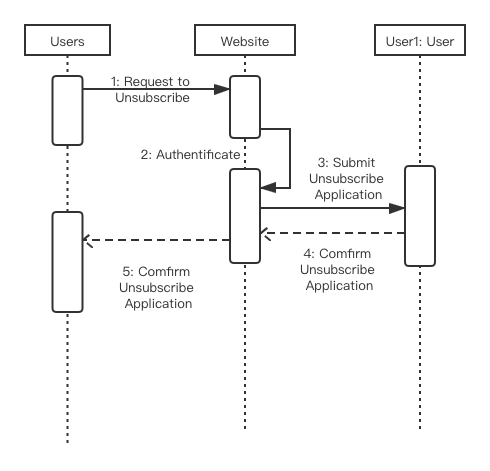 Users
Website
User1: User
1: Request to
Unsubscribe
2: Authentificate
3: Submit
Unsubscribe
Application
4: Comfirm
Unsubscribe
Application
5: Comfirm
Unsubscribe
Application